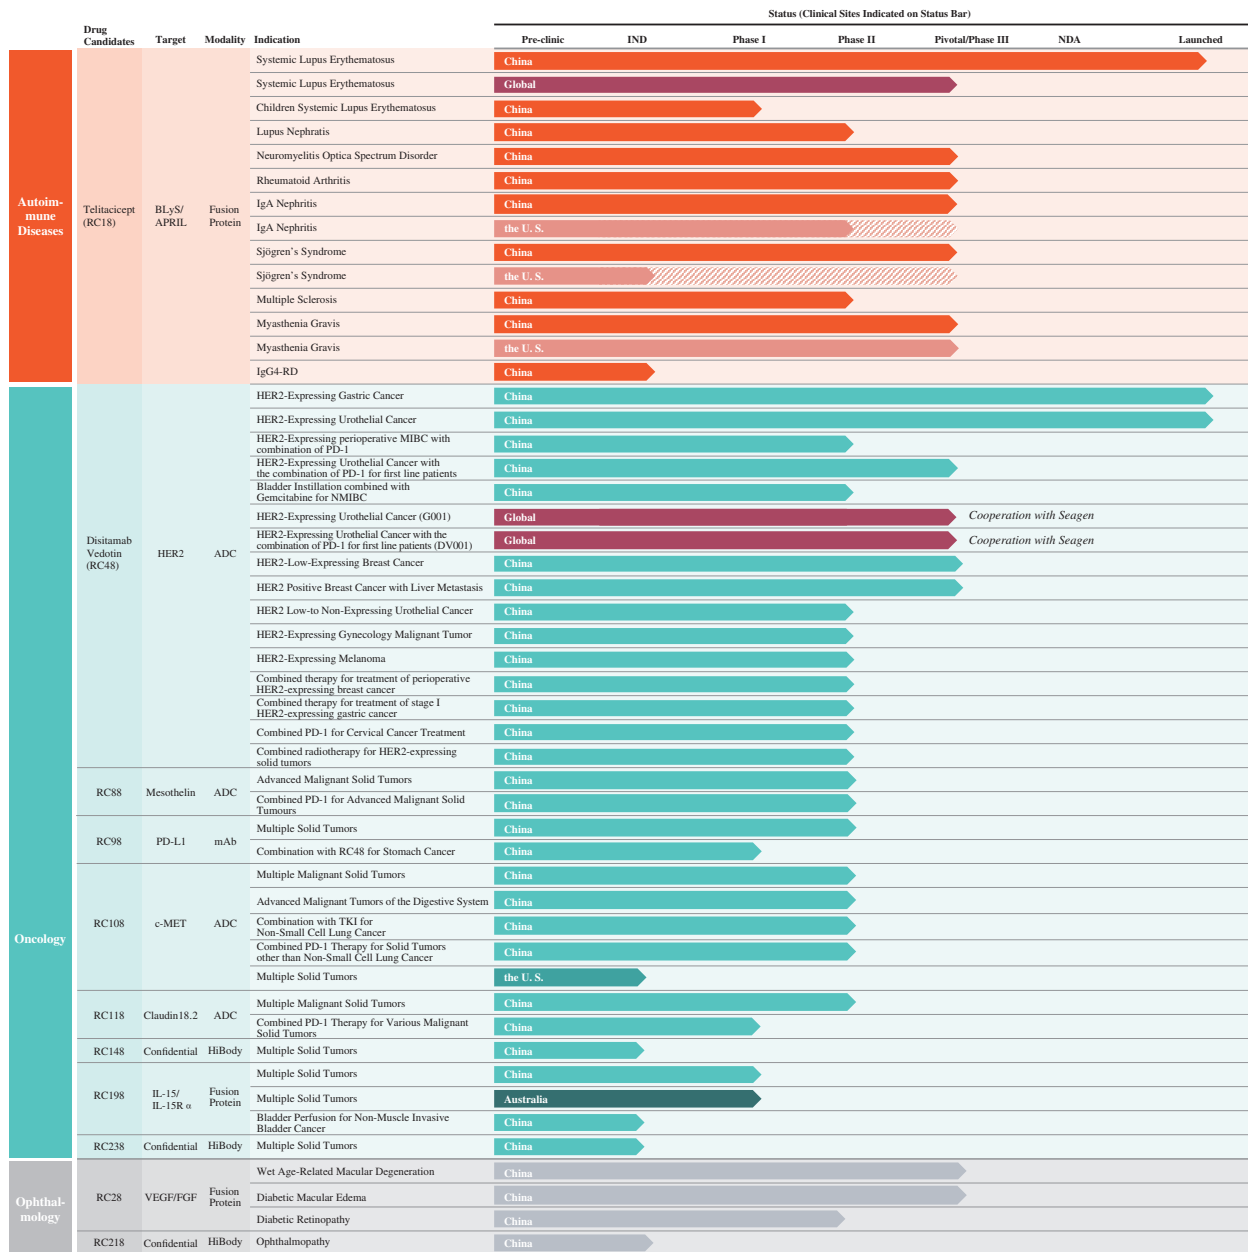 Status (Clinical Sites Indicated on Status Bar)
Drug
Candidates
Target
Modality
Indication
Pre-clinic
IND
Phase I
Phase II
Pivotal/Phase III
NDA
Launched
Autoim-
mune
Diseases
Telitacicept
(RC18)
BLyS/
APRIL
Fusion
Protein
Systemic Lupus Erythematosus
China
Systemic Lupus Erythematosus
Global
Children Systemic Lupus Erythematosus
China
Lupus Nephratis
China
Neuromyelitis Optica Spectrum Disorder
China
Rheumatoid Arthritis
China
IgA Nephritis
China
IgA Nephritis
the U. S.
Sjögren's Syndrome
China
Sjögren's Syndrome
the U. S.
Multiple Sclerosis
China
Myasthenia Gravis
China
Myasthenia Gravis
the U. S.
IgG4-RD
China
Oncology
Disitamab
Vedotin
(RC48)
HER2
ADC
HER2-Expressing Gastric Cancer
China
HER2-Expressing Urothelial Cancer
China
HER2-Expressing perioperative MIBC with
combination of PD-1
China
HER2-Expressing Urothelial Cancer with
the combination of PD-1 for first line patients
China
Bladder Instillation combined with
Gemcitabine for NMIBC
China
HER2-Expressing Urothelial Cancer (G001)
Global
Cooperation with Seagen
HER2-Expressing Urothelial Cancer with the
combination of PD-1 for first line patients (DV001)
Global
Cooperation with Seagen
HER2-Low-Expressing Breast Cancer
China
HER2 Positive Breast Cancer with Liver Metastasis
China
HER2 Low-to Non-Expressing Urothelial Cancer
China
HER2-Expressing Gynecology Malignant Tumor
China
HER2-Expressing Melanoma
China
Combined therapy for treatment of perioperative
HER2-expressing breast cancer
China
Combined therapy for treatment of stage I
HER2-expressing gastric cancer
China
Combined PD-1 for Cervical Cancer Treatment
China
Combined radiotherapy for HER2-expressing
solid tumors
China
RC88
Mesothelin
ADC
Advanced Malignant Solid Tumors
China
Combined PD-1 for Advanced Malignant Solid
Tumours
China
RC98
PD-L1
mAb
Multiple Solid Tumors
China
Combination with RC48 for Stomach Cancer
China
RC108
c-MET
ADC
Multiple Malignant Solid Tumors
China
Advanced Malignant Tumors of the Digestive System
China
Combination with TKI for
Non-Small Cell Lung Cancer
China
Combined PD-1 Therapy for Solid Tumors
other than Non-Small Cell Lung Cancer
China
Multiple Solid Tumors
the U. S.
RC118
Claudin18.2
ADC
Multiple Malignant Solid Tumors
China
Combined PD-1 Therapy for Various Malignant
Solid Tumors
China
RC148
Confidential
HiBody
Multiple Solid Tumors
China
RC198
IL-15/
IL-15R α
Fusion
Protein
Multiple Solid Tumors
China
Multiple Solid Tumors
Australia
Bladder Perfusion for Non-Muscle Invasive
Bladder Cancer
China
RC238
Confidential
HiBody
Multiple Solid Tumors
China
Ophthal-
mology
RC28
VEGF/FGF
Fusion
Protein
Wet Age-Related Macular Degeneration
China
Diabetic Macular Edema
China
Diabetic Retinopathy
China
RC218
Confidential
HiBody
Ophthalmopathy
China